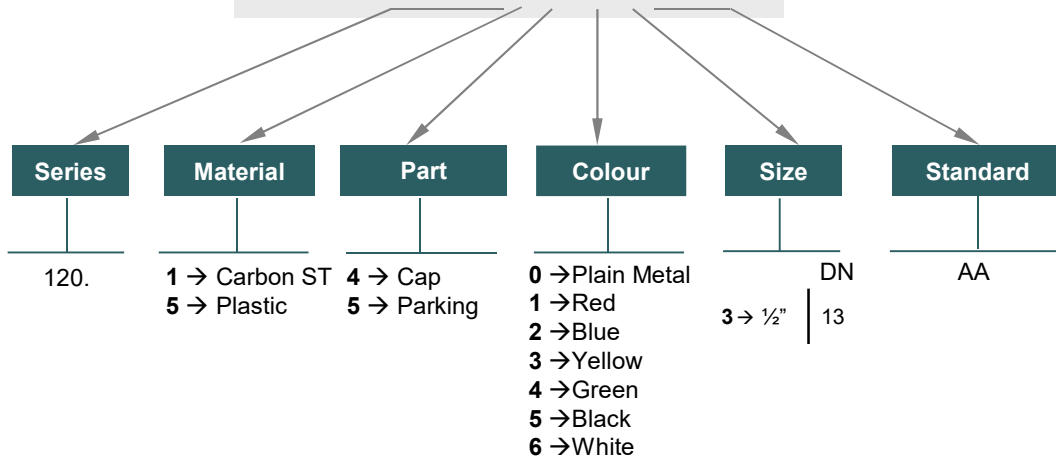 Series
Material
Part
Colour
Size
Standard
120.
1 → Carbon ST
5 → Plastic
4 → Cap
5 → Parking
0 →Plain Metal
1 →Red
2 →Blue
3 →Yellow
4 →Green
5 →Black
6 →White
DN
3 → ½” 13
AA